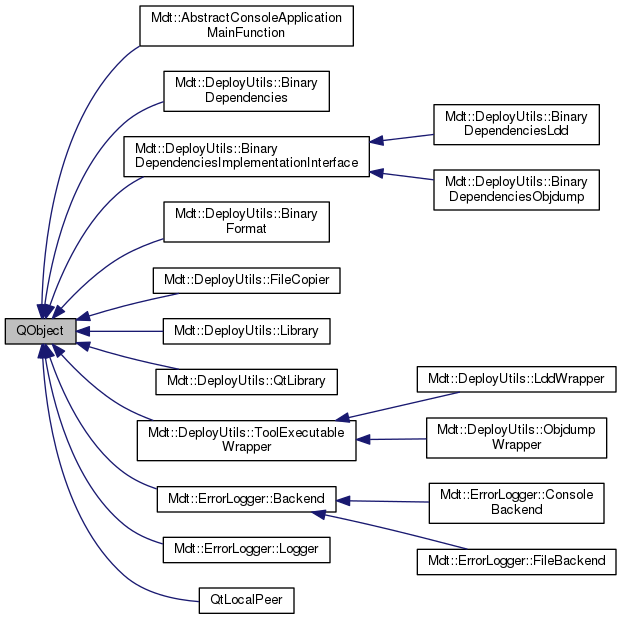 Mdt::AbstractConsoleApplication
MainFunction
Mdt::DeployUtils::Binary
Dependencies
Mdt::DeployUtils::Binary
DependenciesLdd
Mdt::DeployUtils::Binary
DependenciesImplementationInterface
Mdt::DeployUtils::Binary
DependenciesObjdump
Mdt::DeployUtils::Binary
Format
Mdt::DeployUtils::FileCopier
QObject
Mdt::DeployUtils::Library
Mdt::DeployUtils::QtLibrary
Mdt::DeployUtils::LddWrapper
Mdt::DeployUtils::ToolExecutable
Wrapper
Mdt::DeployUtils::Objdump
Wrapper
Mdt::ErrorLogger::Backend
Mdt::ErrorLogger::Console
Backend
Mdt::ErrorLogger::Logger
Mdt::ErrorLogger::FileBackend
QtLocalPeer